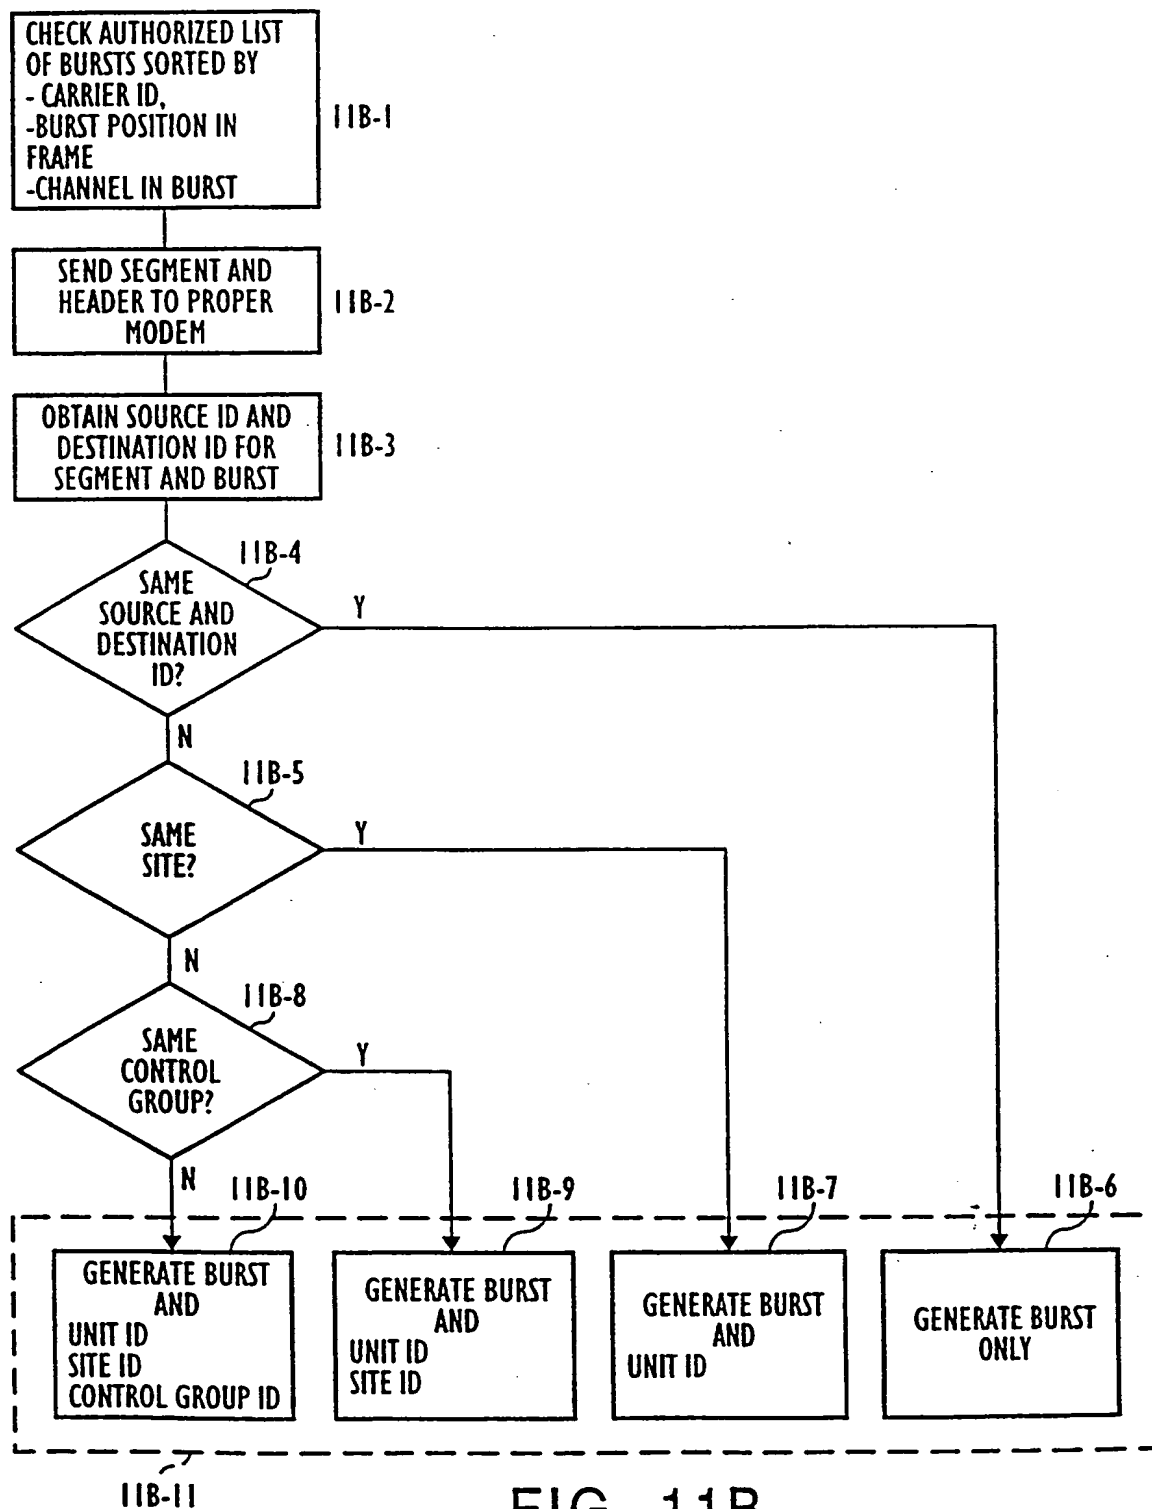 CHECK AUTHORIZED LIST
OF BURSTS SORTED BY
- CARRIER ID,
-BURST POSITION IN
FRAME
-CHANNEL IN BURST
11B-1
SEND SEGMENT AND
HEADER TO PROPER
MODEM
11B-2
OBTAIN SOURCE ID AND
DESTINATION ID FOR
SEGMENT AND BURST
11B-3
11B-4
SAME
SOURCE AND
DESTINATION
ID?
Y
N
11B-5
SAME
SITE?
Y
N
11B-8
SAME
CONTROL
GROUP?
Y
N
11B-10
GENERATE BURST
AND
UNIT ID
SITE ID
CONTROL GROUP ID
11B-9
GENERATE BURST
AND
UNIT ID
SITE ID
11B-7
GENERATE BURST
AND
UNIT ID
11B-6
GENERATE BURST
ONLY
11B-11
FIG. 11B